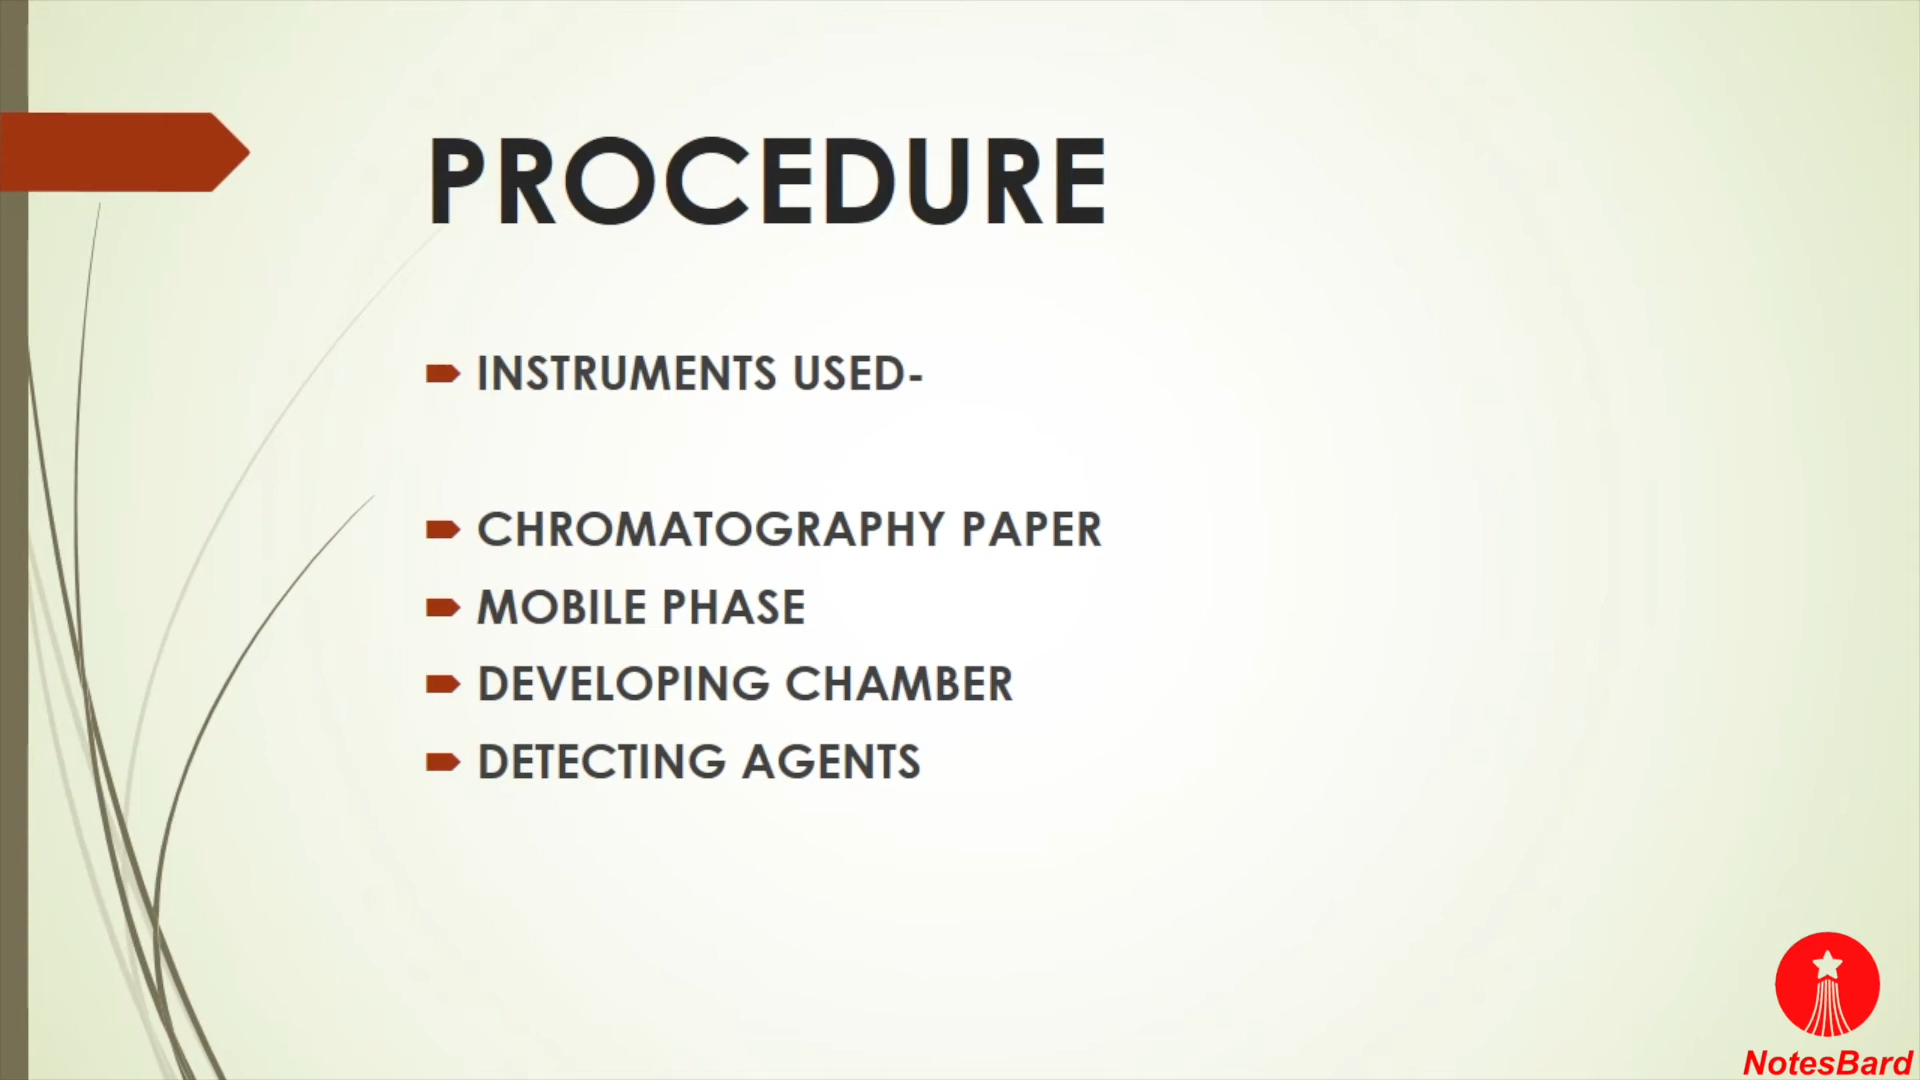 PROCEDURE
INSTRUMENTS USED-
CHROMATOGRAPHY PAPER
MOBILE PHASE
DEVELOPING CHAMBER
DETECTING AGENTS
NotesBard